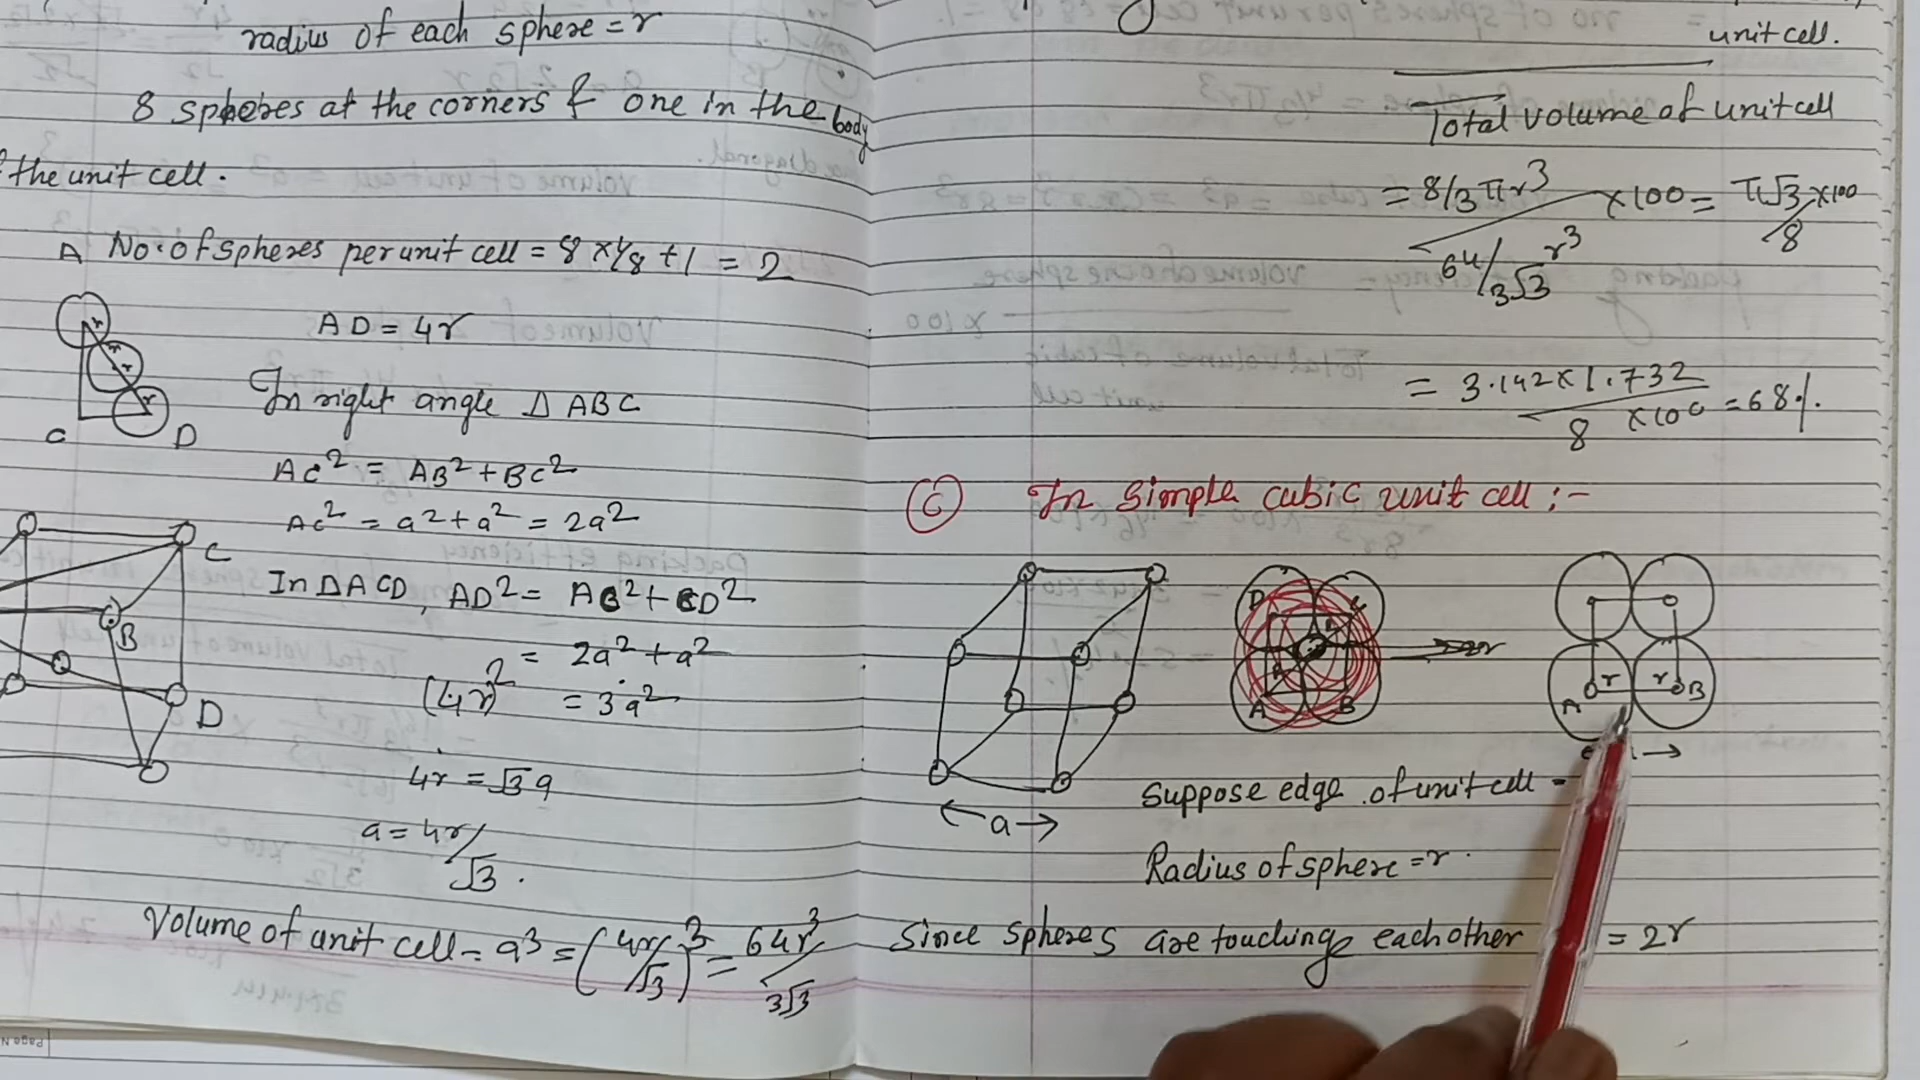 radius of each sphere = r
8 spheres at the corners & one in the body
the unit cell.
No. of spheres per unit cell = 8 × 1/8 + 1 = 2
A
r
r
r
r
C
D
AD = 4r
In right angle Δ ABC
AC² = AB² + BC²
AC² = a² + a² = 2a²
In ΔACD, AD² = AC² + CD²
= 2a² + a²
(4r)² = 3a²
4r = √3a
a = 4r/√3.
C
B
D
Volume of unit cell = a³ = (4r/√3)³ = 64r³/3√3
unit cell.
Total volume of unit cell
= 8/3πr³ / 64/3√3 r³ ×100 = π√3/8 ×100
= 3.142×1.732/8 ×100 = 68%.
(C) In simple cubic unit cell :-
D
A
B
2r
A
r
r
B
←a→
Suppose edge of unit cell =
Radius of sphere = r
Since spheres are touching each other = 2r
Page N